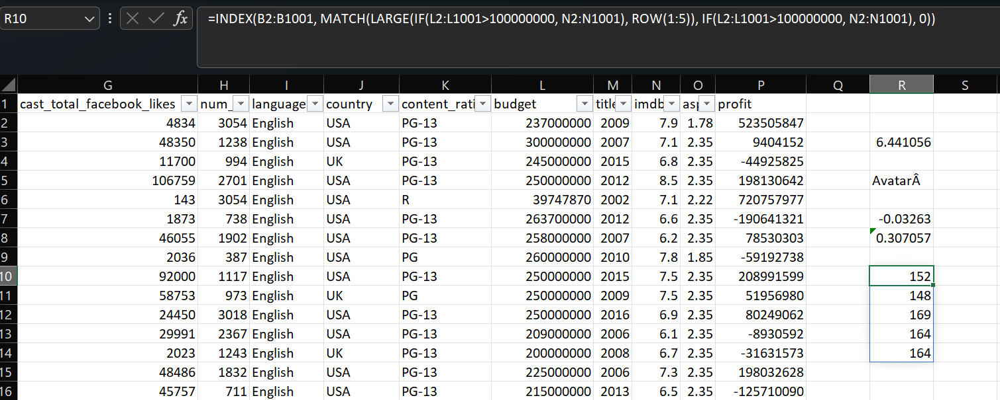 R10
fx
=INDEX(B2:B1001, MATCH(LARGE(IF(L2:L1001>100000000, N2:N1001), ROW(1:5)), IF(L2:L1001>100000000, N2:N1001), 0))
G H I J K L M N O P Q R S
1 cast_total_facebook_likes num_ language country content_rati budget title imdb asp profit
2 4834 3054 English USA PG-13 237000000 2009 7.9 1.78 523505847
3 48350 1238 English USA PG-13 300000000 2007 7.1 2.35 9404152 6.441056
4 11700 994 English UK PG-13 245000000 2015 6.8 2.35 -44925825
5 106759 2701 English USA PG-13 250000000 2012 8.5 2.35 198130642 AvatarÂ
6 143 3054 English USA R 39747870 2002 7.1 2.22 720757977
7 1873 738 English USA PG-13 263700000 2012 6.6 2.35 -190641321 -0.03263
8 46055 1902 English USA PG-13 258000000 2007 6.2 2.35 78530303 0.307057
9 2036 387 English USA PG 260000000 2010 7.8 1.85 -59192738
10 92000 1117 English USA PG-13 250000000 2015 7.5 2.35 208991599 152
11 58753 973 English UK PG 250000000 2009 7.5 2.35 51956980 148
12 24450 3018 English USA PG-13 250000000 2016 6.9 2.35 80249062 169
13 29991 2367 English USA PG-13 209000000 2006 6.1 2.35 -8930592 164
14 2023 1243 English UK PG-13 200000000 2008 6.7 2.35 -31631573 164
15 48486 1832 English USA PG-13 225000000 2006 7.3 2.35 198032628
16 45757 711 English USA PG-13 215000000 2013 6.5 2.35 -125710090